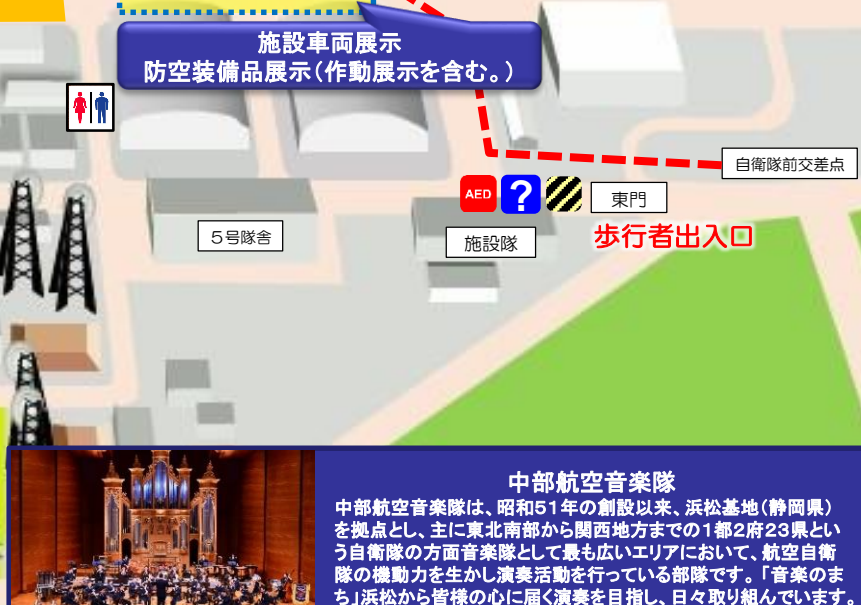 施設車両展示
防空装備品展示(作動展示を含む。)
自衛隊前交差点
AED
?
東門
5号隊舎
施設隊
歩行者出入口
中部航空音楽隊
中部航空音楽隊は、昭和51年の創設以来、浜松基地(静岡県)
を拠点とし、主に東北南部から関西地方までの1都2府23県とい
う自衛隊の方面音楽隊として最も広いエリアにおいて、航空自衛
隊の機動力を生かし演奏活動を行っている部隊です。「音楽のま
ち」浜松から皆様の心に届く演奏を目指し、日々取り組んでいます。